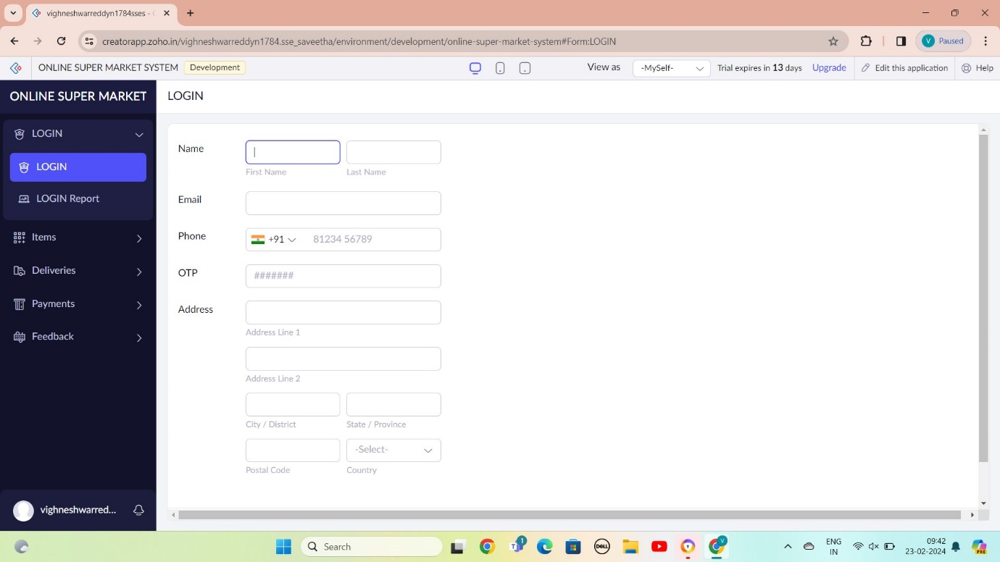 vighneshwarreddyn1784sses - C
creatorapp.zoho.in/vighneshwarreddyn1784.sse_saveetha/environment/development/online-super-market-system#Form:LOGIN
V Paused
ONLINE SUPER MARKET SYSTEM Development View as -MySelf- Trial expires in 13 days Upgrade Edit this application Help
ONLINE SUPER MARKET
LOGIN
LOGIN
LOGIN
LOGIN Report
Items
Deliveries
Payments
Feedback
vighneshwarred...
Name
First Name Last Name
Email
Phone +91 81234 56789
OTP #######
Address
Address Line 1
Address Line 2
City / District State / Province
-Select-
Postal Code Country
Search
1
DELL
V
ENG
IN
09:42
23-02-2024
PRE